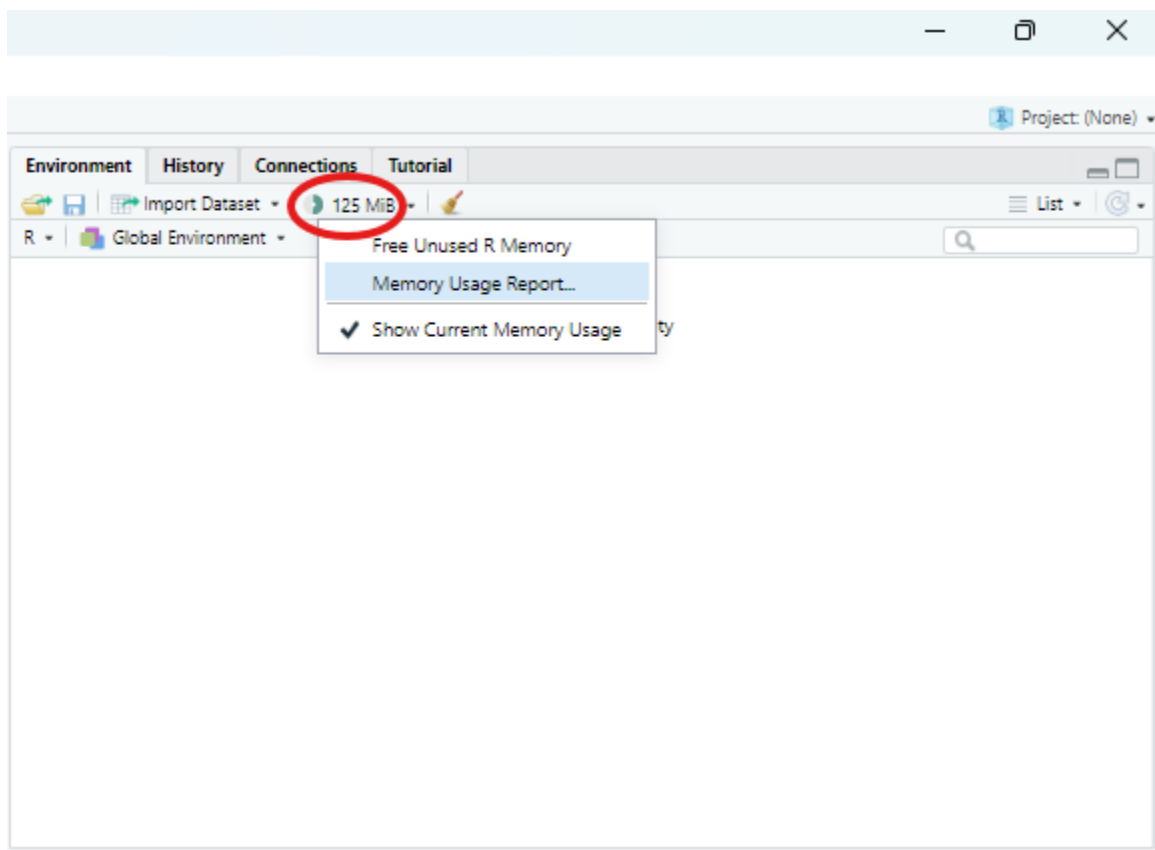 Project: (None)
Environment History Connections Tutorial
Import Dataset 125 MiB List
R Global Environment
Free Unused R Memory
Memory Usage Report...
Show Current Memory Usage
ty